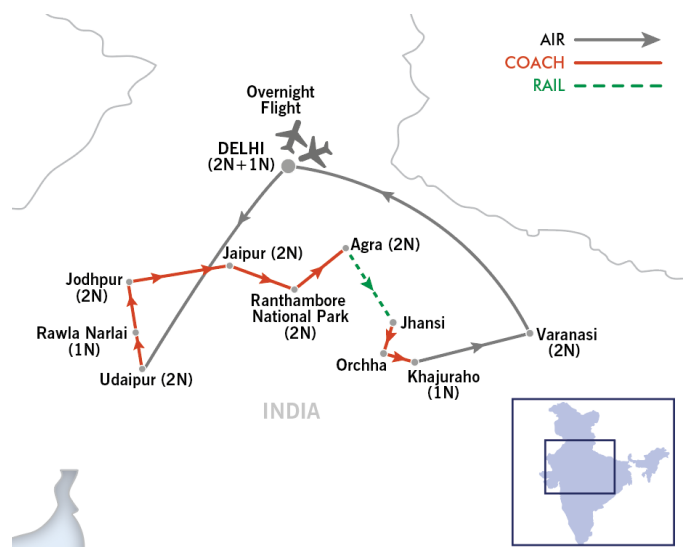 AIR
COACH
RAIL
Overnight
Flight
DELHI
(2N+1N)
Jaipur (2N)
Agra (2N)
Jodhpur
(2N)
Ranthambore
National Park
(2N)
Jhansi
Rawla Narlai
(1N)
Varanasi
(2N)
Orchha
Khajuraho
(1N)
Udaipur (2N)
INDIA